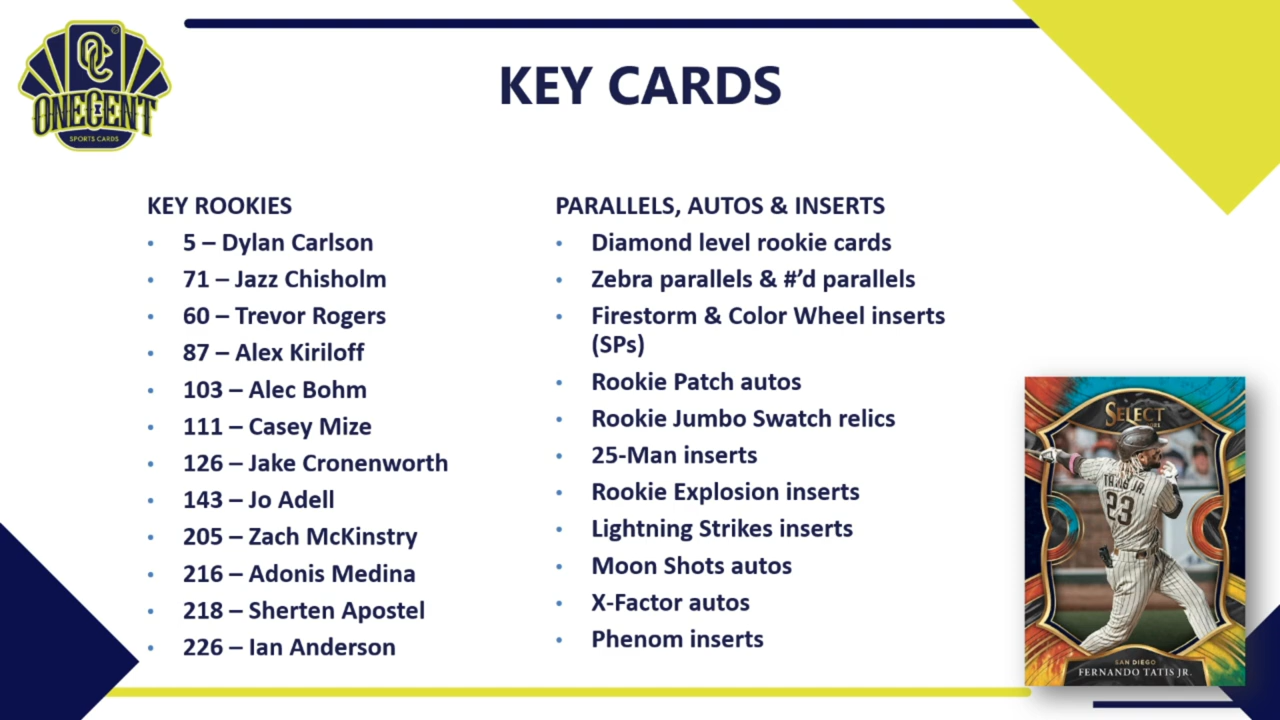 OC
ONECENT
SPORTS CARDS
KEY CARDS
KEY ROOKIES
• 5 – Dylan Carlson
• 71 – Jazz Chisholm
• 60 – Trevor Rogers
• 87 – Alex Kiriloff
• 103 – Alec Bohm
• 111 – Casey Mize
• 126 – Jake Cronenworth
• 143 – Jo Adell
• 205 – Zach McKinstry
• 216 – Adonis Medina
• 218 – Sherten Apostel
• 226 – Ian Anderson
PARALLELS, AUTOS & INSERTS
• Diamond level rookie cards
• Zebra parallels & #’d parallels
• Firestorm & Color Wheel inserts
(SPs)
• Rookie Patch autos
• Rookie Jumbo Swatch relics
• 25-Man inserts
• Rookie Explosion inserts
• Lightning Strikes inserts
• Moon Shots autos
• X-Factor autos
• Phenom inserts
SELECT
TATIS JR.
23
SAN DIEGO
FERNANDO TATIS JR.